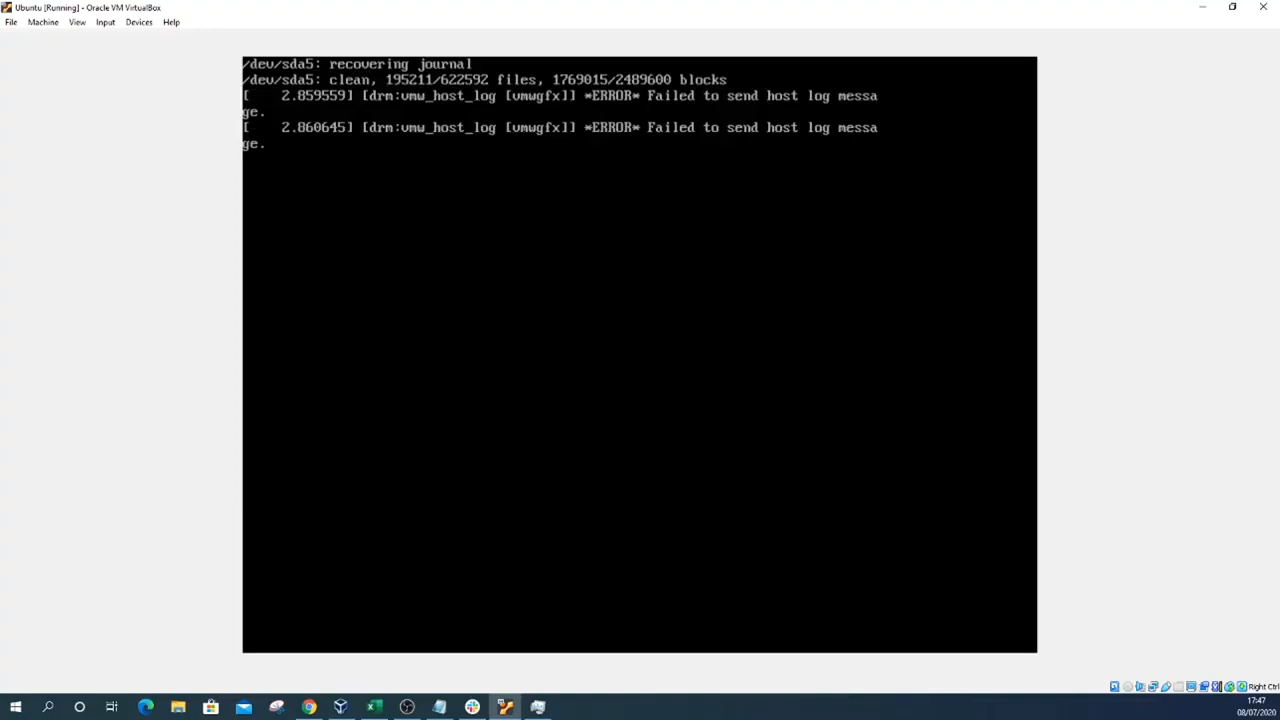 Ubuntu [Running] - Oracle VM VirtualBox
File Machine View Input Devices Help
/dev/sda5: recovering journal
/dev/sda5: clean, 195211/622592 files, 1769015/2489600 blocks
[    2.859559] [drm:vmw_host_log [vmwgfx]] *ERROR* Failed to send host log messa
ge.
[    2.860645] [drm:vmw_host_log [vmwgfx]] *ERROR* Failed to send host log messa
ge.
Right Ctrl
17:47
08/07/2020